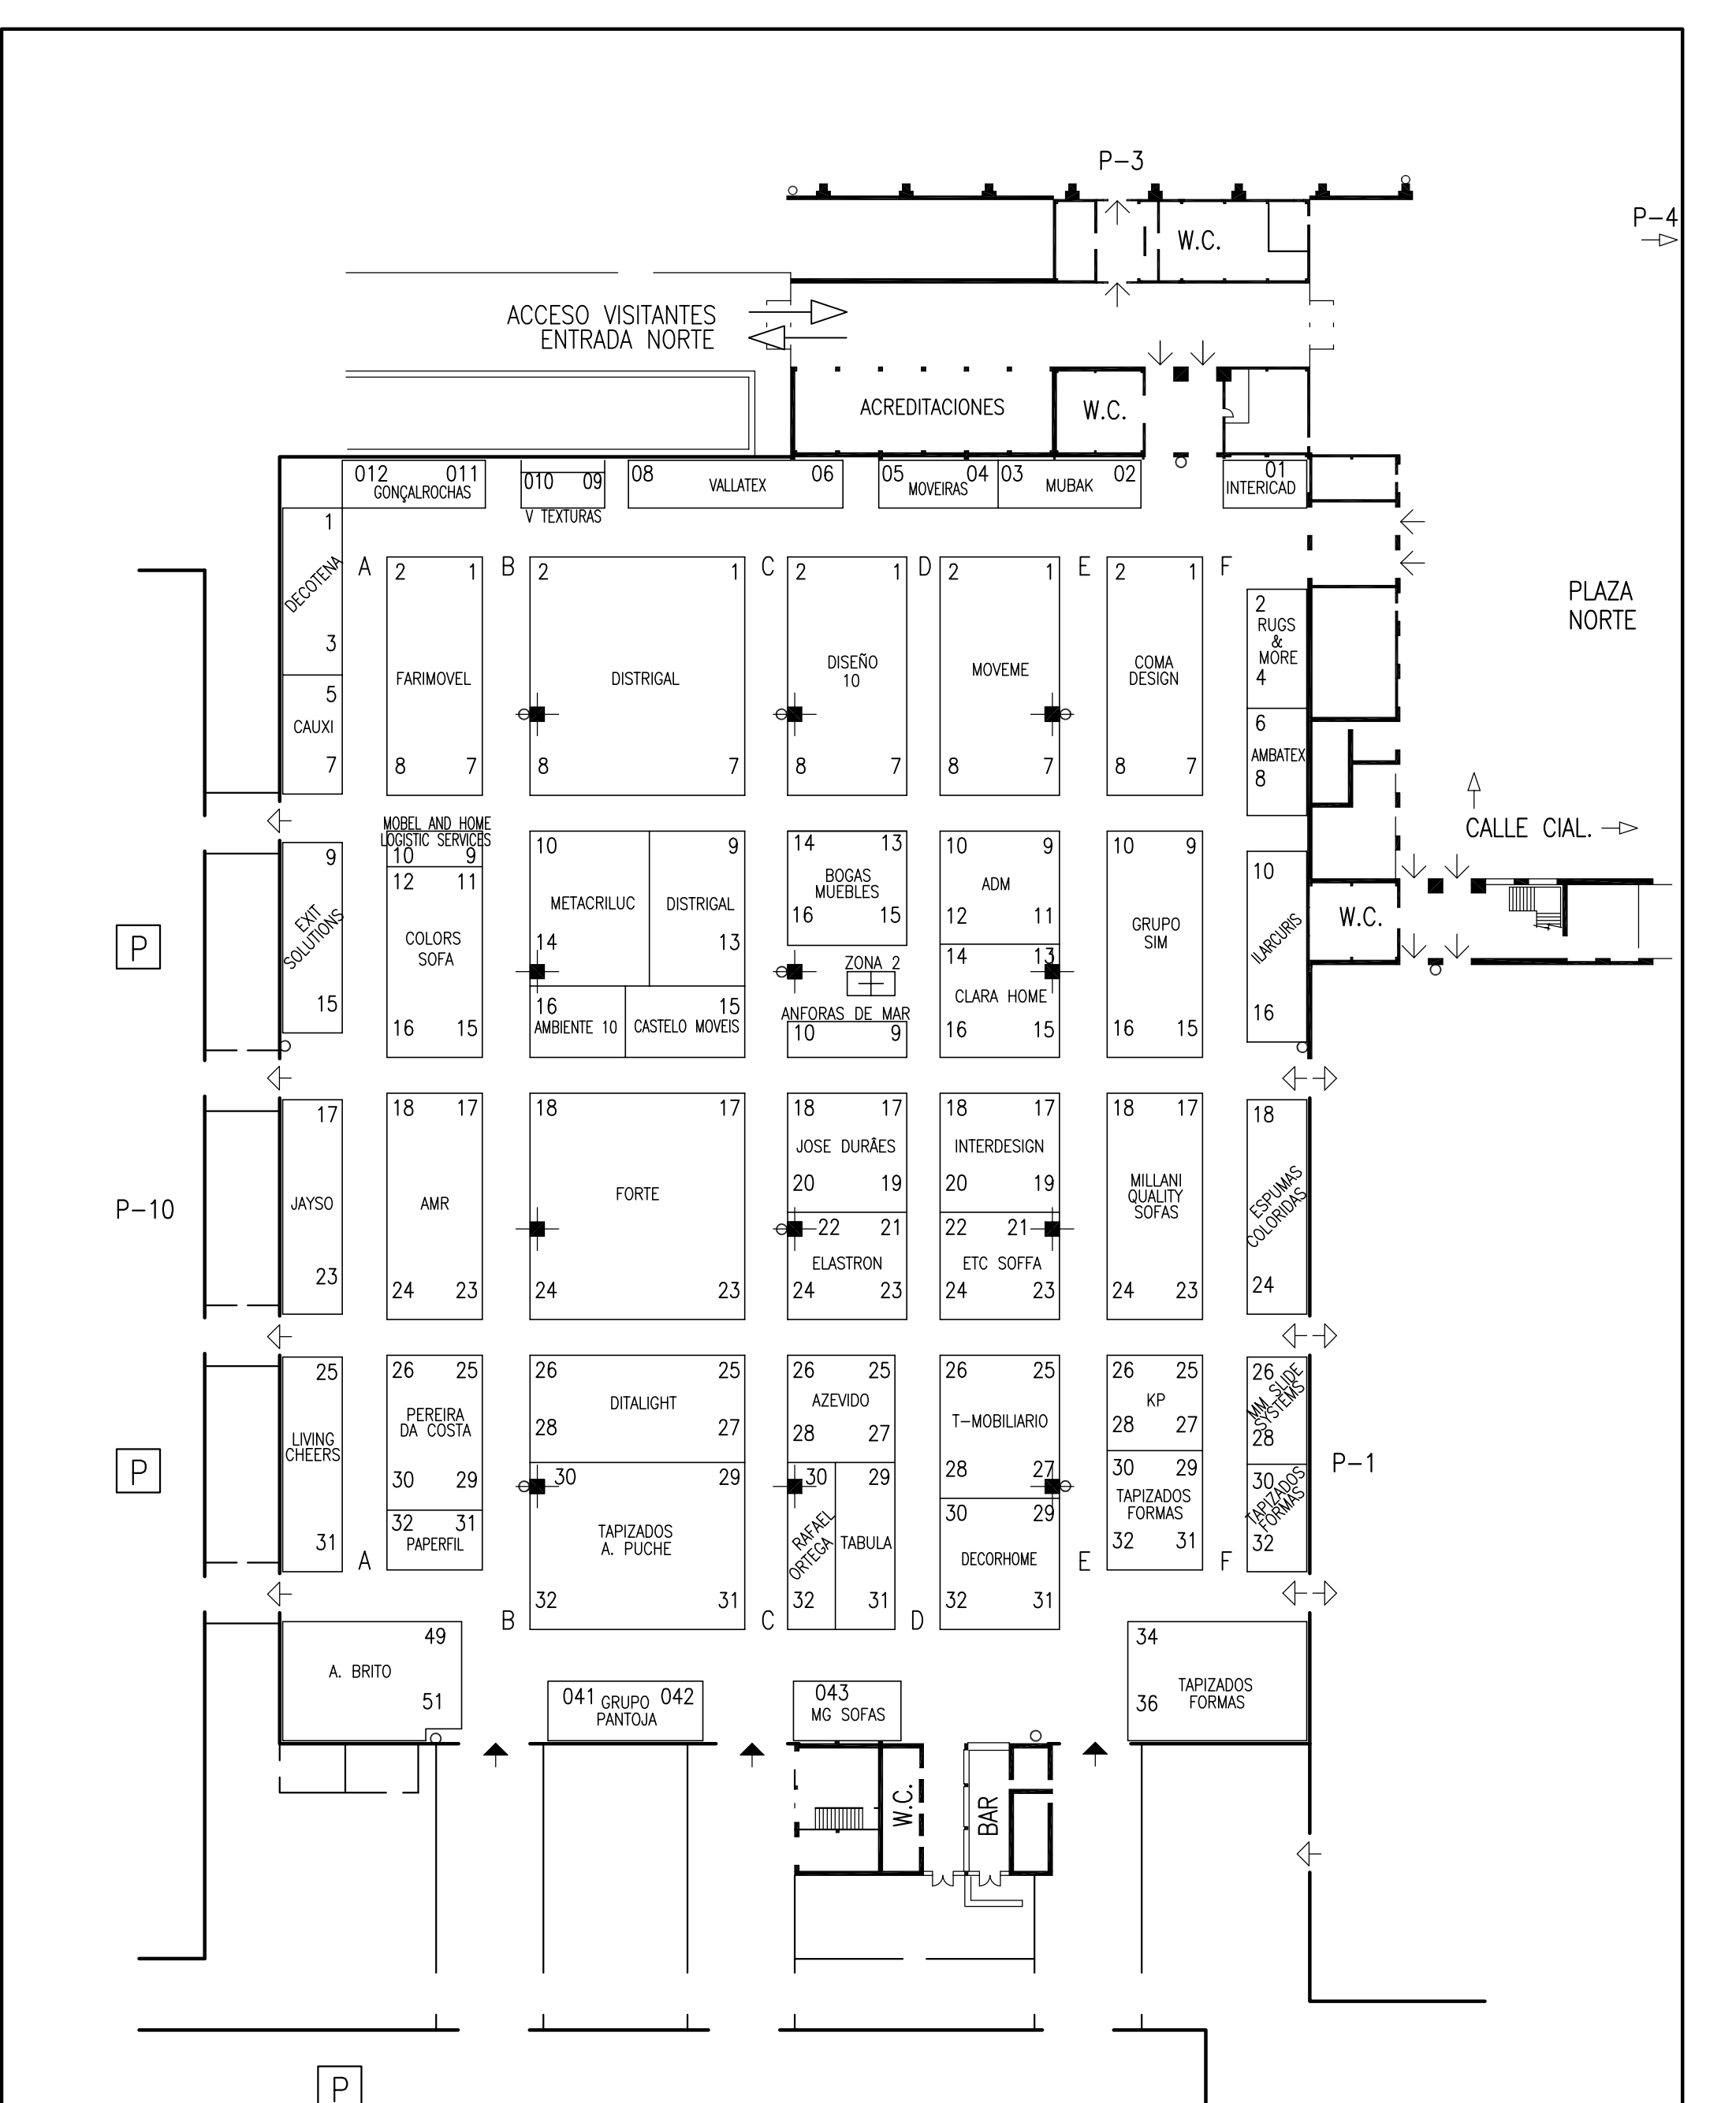 P-3
P-4
W.C.
ACCESO VISITANTES
ENTRADA NORTE
ACREDITACIONES
W.C.
012 011
GONÇALROCHAS
010 09
V TEXTURAS
08 06
VALLATEX
05 04
MOVEIRAS
03 02
MUBAK
01
INTERICAD
1
DECOTENA
3
5
CAUXI
7
A B C D E F
2 1
FARIMOVEL
8 7
2 1
DISTRIGAL
8 7
2 1
DISEÑO
10
8 7
2 1
MOVEME
8 7
2 1
COMA
DESIGN
8 7
2
RUGS
&
MORE
4
6
AMBATEX
8
PLAZA
NORTE
CALLE CIAL.
W.C.
9
EXIT
SOLUTIONS
15
MOBEL AND HOME
LOGISTIC SERVICES
10 9
12 11
COLORS
SOFA
16 15
10
METACRILUC
14
9
DISTRIGAL
13
16
AMBIENTE 10
15
CASTELO MOVEIS
14 13
BOGAS
MUEBLES
16 15
ZONA 2
ANFORAS DE MAR
10 9
10 9
ADM
12 11
14 13
CLARA HOME
16 15
10 9
GRUPO
SIM
16 15
10
ILARCURIS
16
P
P-10
17
JAYSO
23
18 17
AMR
24 23
18 17
FORTE
24 23
18 17
JOSE DURÂES
20 19
22 21
ELASTRON
24 23
18 17
INTERDESIGN
20 19
22 21
ETC SOFFA
24 23
18 17
MILLANI
QUALITY
SOFAS
24 23
18
ESPUMAS
COLORIDAS
24
P
25
LIVING
CHEERS
31
26 25
PEREIRA
DA COSTA
30 29
32 31
PAPERFIL
26 25
DITALIGHT
28 27
30 29
TAPIZADOS
A. PUCHE
32 31
26 25
AZEVIDO
28 27
30
RAFAEL
ORTEGA
32
29
TABULA
31
26 25
T-MOBILIARIO
28 27
30 29
DECORHOME
32 31
26 25
KP
28 27
30 29
TAPIZADOS
FORMAS
32 31
26
MM SLIDE
SYSTEMS
28
30
TAPIZADOS
FORMAS
32
P-1
A B C D E F
49
A. BRITO
51
041 042
GRUPO
PANTOJA
043
MG SOFAS
34
TAPIZADOS
FORMAS
36
W.C.
BAR
P